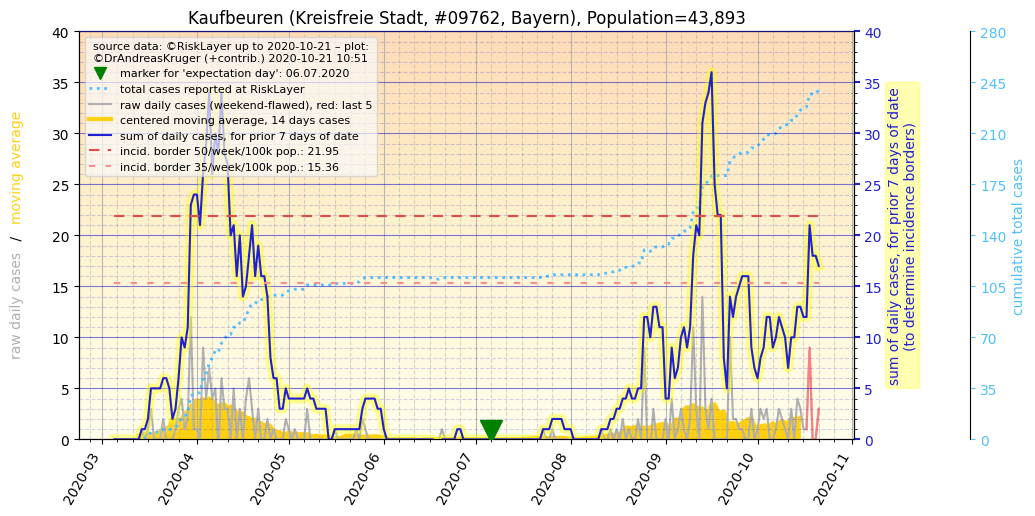 Kaufbeuren (Kreisfreie Stadt, #09762, Bayern), Population=43,893
source data: ©RiskLayer up to 2020-10-21 – plot:
©DrAndreasKruger (+contrib.) 2020-10-21 10:51
marker for 'expectation day': 06.07.2020
total cases reported at RiskLayer
raw daily cases (weekend-flawed), red: last 5
centered moving average, 14 days cases
sum of daily cases, for prior 7 days of date
incid. border 50/week/100k pop.: 21.95
incid. border 35/week/100k pop.: 15.36
raw daily cases / moving average
40
35
30
25
20
15
10
5
0
40
35
30
25
20
15
10
5
0
sum of daily cases, for prior 7 days of date
(to determine incidence borders)
280
245
210
175
140
105
70
35
0
cumulative total cases
2020-03
2020-04
2020-05
2020-06
2020-07
2020-08
2020-09
2020-10
2020-11